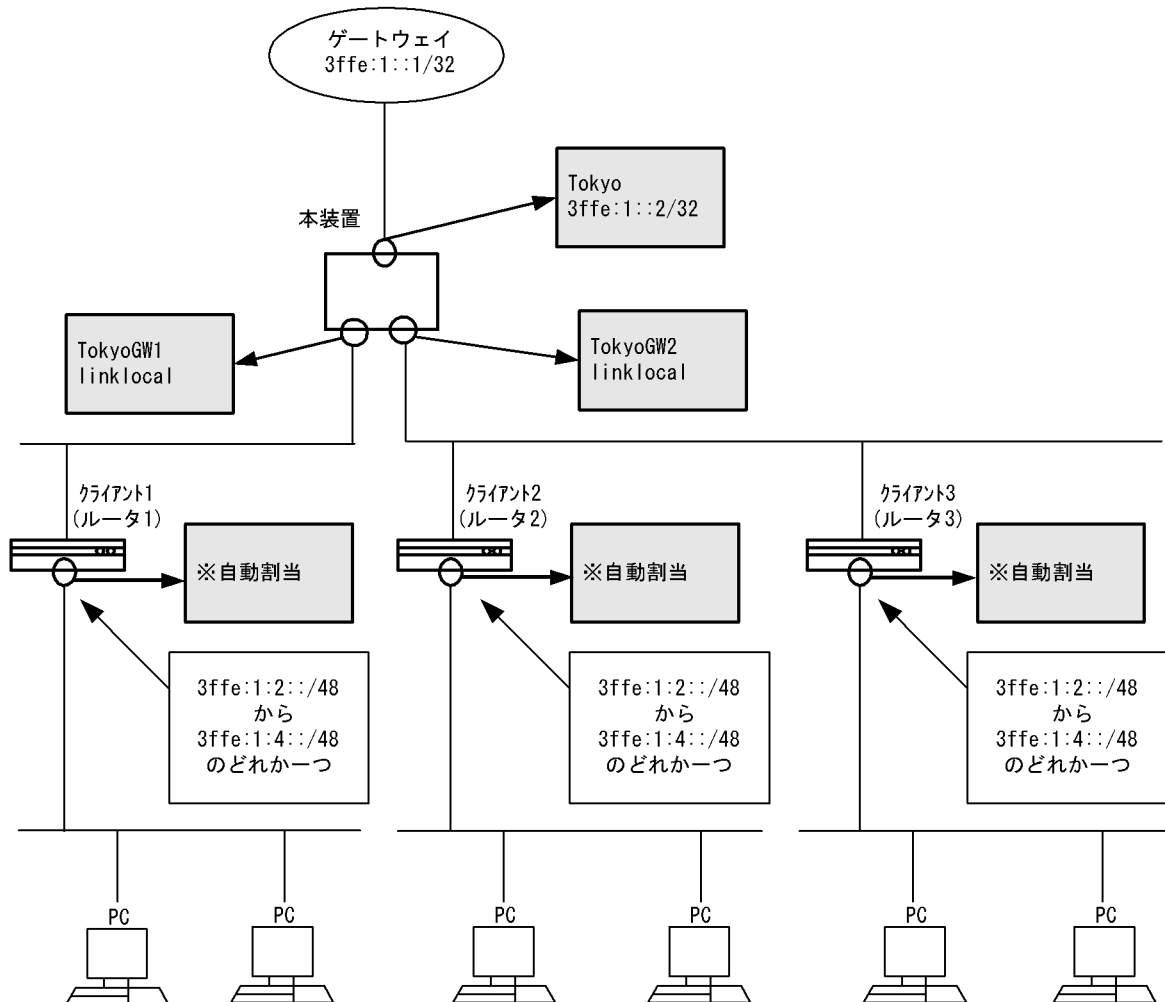 ゲートウェイ
3ffe:1::1/32
Tokyo
3ffe:1::2/32
本装置
TokyoGW1
linklocal
TokyoGW2
linklocal
クライアント1
(ルータ1)
クライアント2
(ルータ2)
クライアント3
(ルータ3)
※自動割当
※自動割当
※自動割当
3ffe:1:2::/48
から
3ffe:1:4::/48
のどれか一つ
3ffe:1:2::/48
から
3ffe:1:4::/48
のどれか一つ
3ffe:1:2::/48
から
3ffe:1:4::/48
のどれか一つ
PC
PC
PC
PC
PC
PC